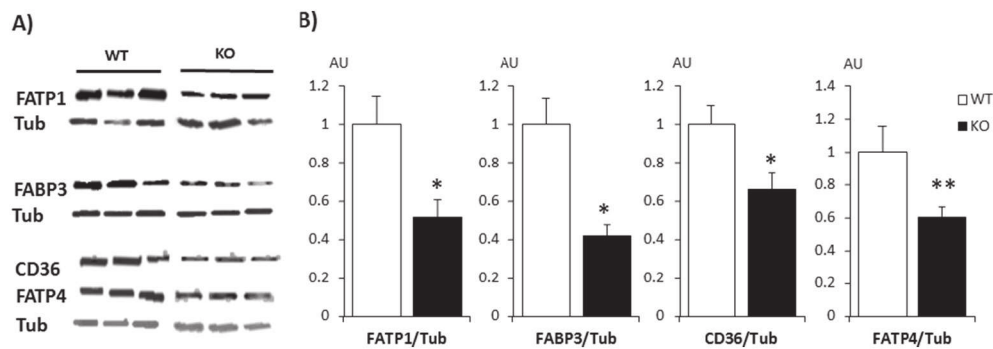 A)
WT KO
FATP1
Tub
FABP3
Tub
CD36
FATP4
Tub
B)
AU
1.2
1
0.8
0.6
0.4
0.2
0
*
FATP1/Tub
AU
1.2
1
0.8
0.6
0.4
0.2
0
*
FABP3/Tub
AU
1.2
1
0.8
0.6
0.4
0.2
0
*
CD36/Tub
AU
1.4
1.2
1
0.8
0.6
0.4
0.2
0
**
FATP4/Tub
WT
KO